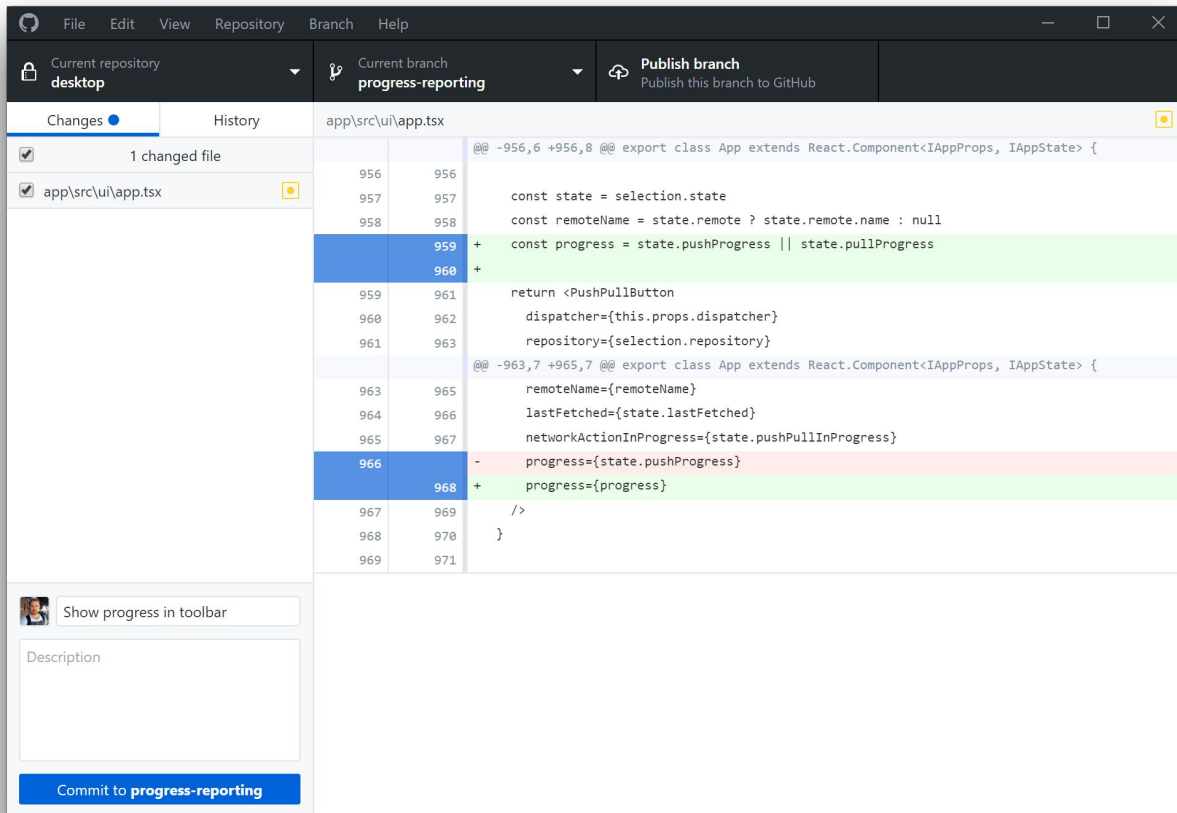 File Edit View Repository Branch Help
Current repository
desktop
Current branch
progress-reporting
Publish branch
Publish this branch to GitHub
Changes History
1 changed file
app\src\ui\app.tsx
Show progress in toolbar
Description
Commit to progress-reporting
app\src\ui\app.tsx
@@ -956,6 +956,8 @@ export class App extends React.Component<IAppProps, IAppState> {
956 956
957 957 const state = selection.state
958 958 const remoteName = state.remote ? state.remote.name : null
959 + const progress = state.pushProgress || state.pullProgress
960 +
959 961 return <PushPullButton
960 962 dispatcher={this.props.dispatcher}
961 963 repository={selection.repository}
@@ -963,7 +965,7 @@ export class App extends React.Component<IAppProps, IAppState> {
963 965 remoteName={remoteName}
964 966 lastFetched={state.lastFetched}
965 967 networkActionInProgress={state.pushPullInProgress}
966 - progress={state.pushProgress}
968 + progress={progress}
967 969 />
968 970 }
969 971